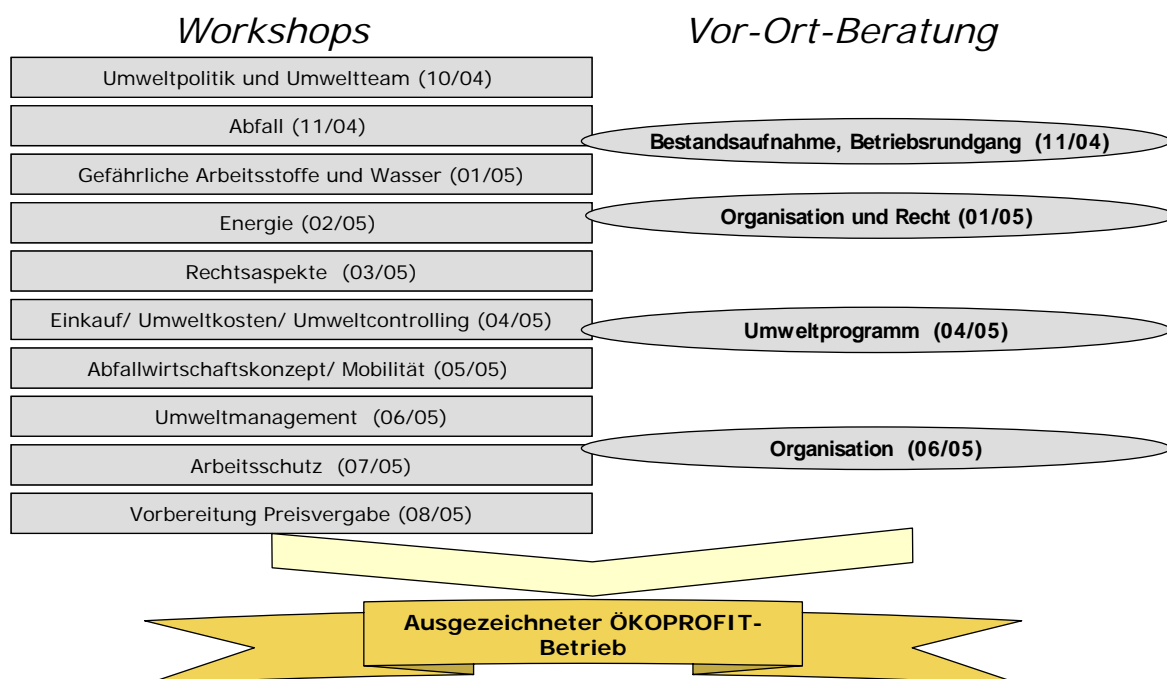 Workshops
Umweltpolitik und Umweltteam (10/04)
Abfall (11/04)
Gefährliche Arbeitsstoffe und Wasser (01/05)
Energie (02/05)
Rechtsaspekte (03/05)
Einkauf/ Umweltkosten/ Umweltcontrolling (04/05)
Abfallwirtschaftskonzept/ Mobilität (05/05)
Umweltmanagement (06/05)
Arbeitsschutz (07/05)
Vorbereitung Preisvergabe (08/05)
Vor-Ort-Beratung
Bestandsaufnahme, Betriebsrundgang (11/04)
Organisation und Recht (01/05)
Umweltprogramm (04/05)
Organisation (06/05)
Ausgezeichneter ÖKOPROFIT-
Betrieb